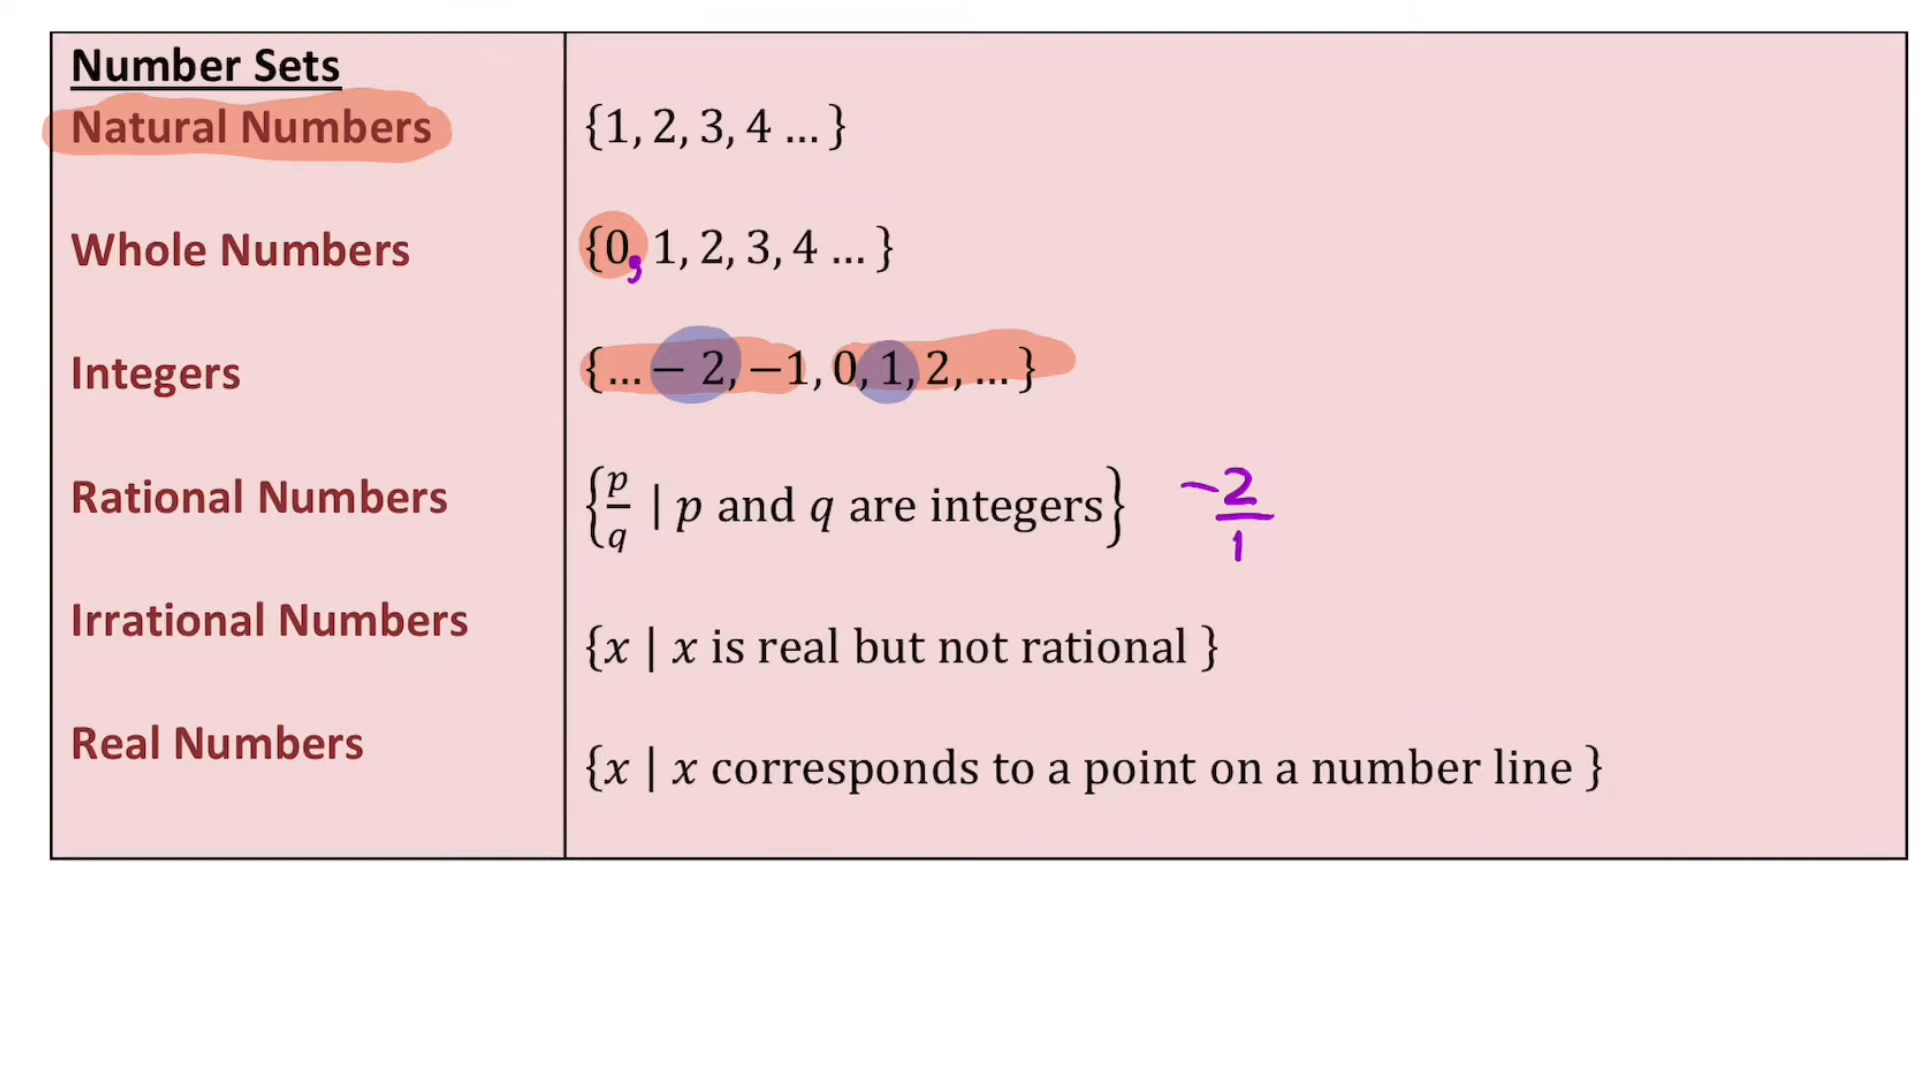 Number Sets
Natural Numbers {1, 2, 3, 4 … }
Whole Numbers {0, 1, 2, 3, 4 … }
Integers {… − 2, −1, 0, 1, 2, … }
Rational Numbers {p/q | p and q are integers} -2/1
Irrational Numbers {x | x is real but not rational }
Real Numbers {x | x corresponds to a point on a number line }